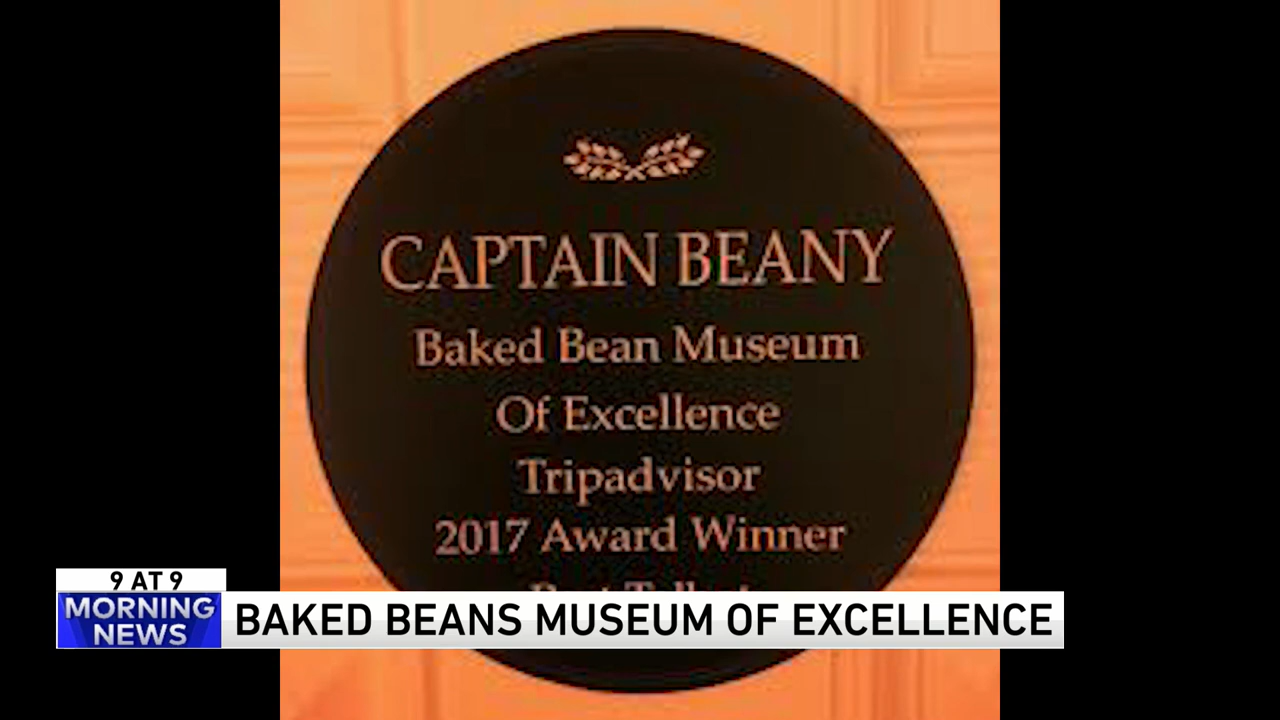 CAPTAIN BEANY
Baked Bean Museum
Of Excellence
Tripadvisor
2017 Award Winner
9 AT 9
MORNING
NEWS
BAKED BEANS MUSEUM OF EXCELLENCE